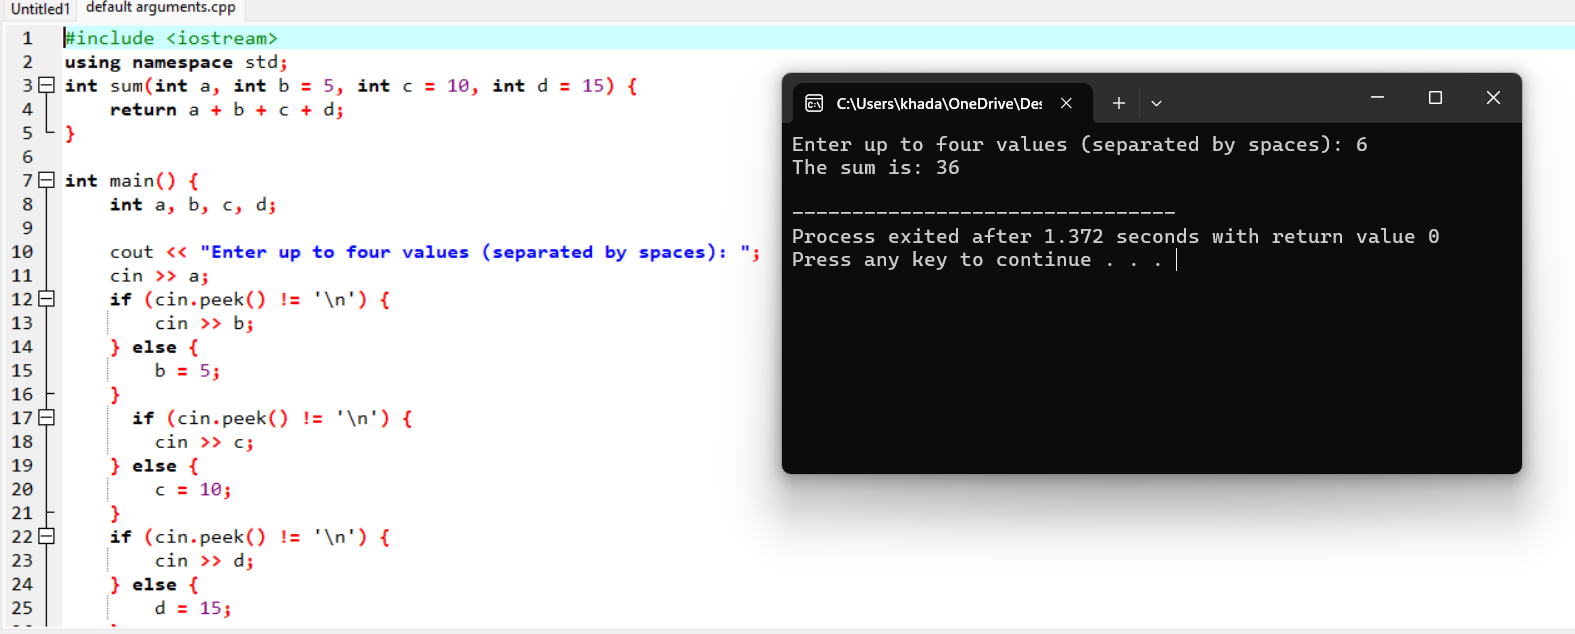 Untitled1 default arguments.cpp
1 #include <iostream>
2 using namespace std;
3 int sum(int a, int b = 5, int c = 10, int d = 15) {
4 return a + b + c + d;
5 }
6
7 int main() {
8 int a, b, c, d;
9
10 cout << "Enter up to four values (separated by spaces): ";
11 cin >> a;
12 if (cin.peek() != '\n') {
13 cin >> b;
14 } else {
15 b = 5;
16 }
17 if (cin.peek() != '\n') {
18 cin >> c;
19 } else {
20 c = 10;
21 }
22 if (cin.peek() != '\n') {
23 cin >> d;
24 } else {
25 d = 15;
C:\Users\khada\OneDrive\Des
Enter up to four values (separated by spaces): 6
The sum is: 36
--------------------------------
Process exited after 1.372 seconds with return value 0
Press any key to continue . . .